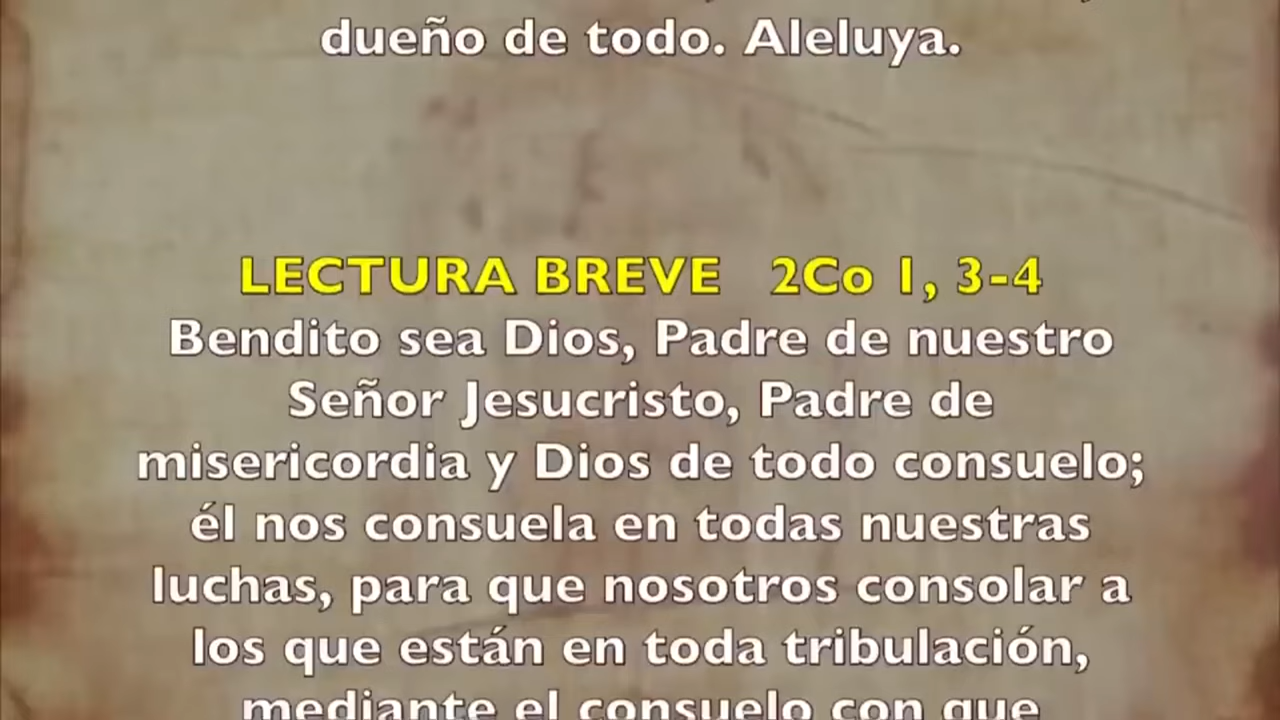 dueño de todo. Aleluya.
LECTURA BREVE 2Co 1, 3-4
Bendito sea Dios, Padre de nuestro
Señor Jesucristo, Padre de
misericordia y Dios de todo consuelo;
él nos consuela en todas nuestras
luchas, para que nosotros consolar a
los que están en toda tribulación,
mediante el consuelo con que